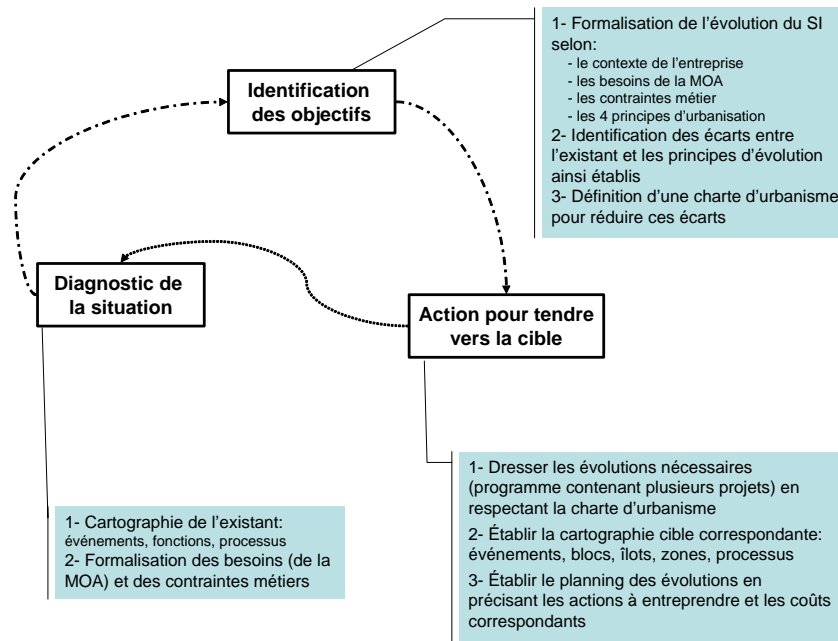 1- Formalisation de l'évolution du SI
selon:
- le contexte de l'entreprise
- les besoins de la MOA
- les contraintes métier
- les 4 principes d'urbanisation
2- Identification des écarts entre
l'existant et les principes d'évolution
ainsi établis
3- Définition d'une charte d'urbanisme
pour réduire ces écarts
Identification
des objectifs
Diagnostic de
la situation
Action pour tendre
vers la cible
1- Cartographie de l'existant:
événements, fonctions, processus
2- Formalisation des besoins (de la
MOA) et des contraintes métiers
1- Dresser les évolutions nécessaires
(programme contenant plusieurs projets) en
respectant la charte d'urbanisme
2- Établir la cartographie cible correspondante:
événements, blocs, îlots, zones, processus
3- Établir le planning des évolutions en
précisant les actions à entreprendre et les coûts
correspondants